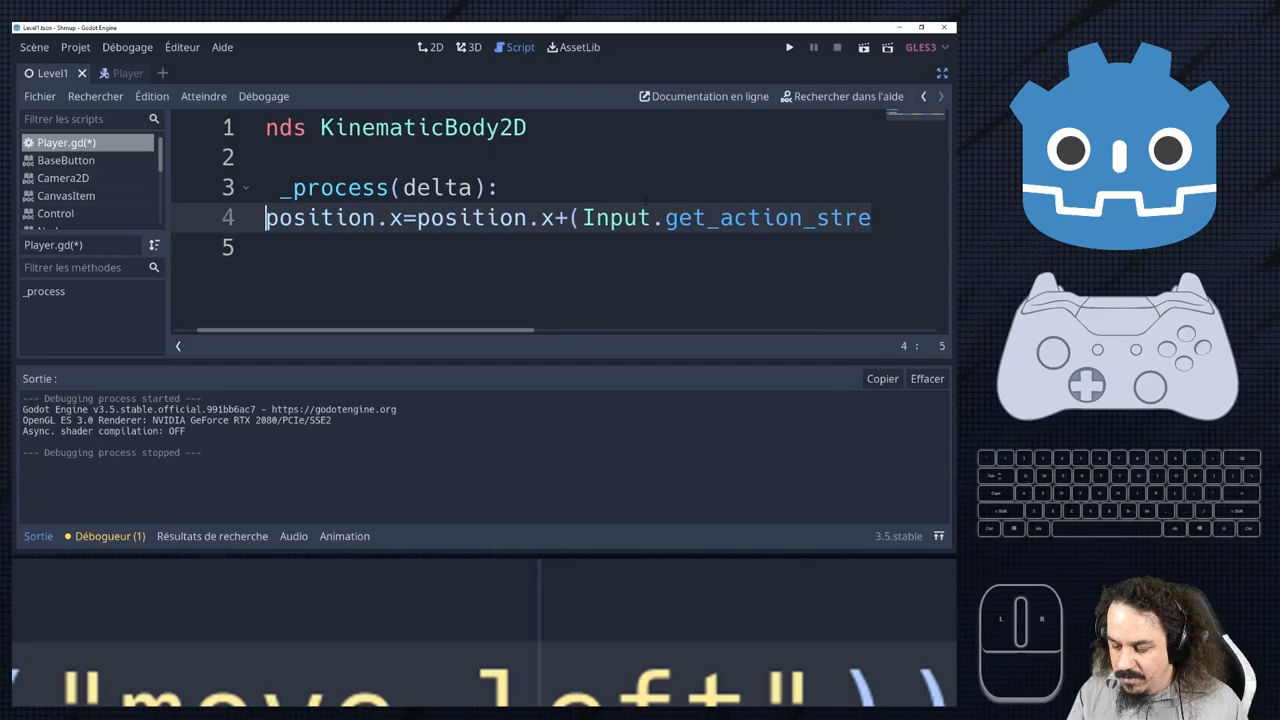 Level1.tscn - Shmup - Godot Engine
Scène Projet Débogage Éditeur Aide 2D 3D Script AssetLib GLES3
Level1 Player
Fichier Rechercher Édition Atteindre Débogage Documentation en ligne Rechercher dans l'aide
Filtrer les scripts
Player.gd(*)
BaseButton
Camera2D
CanvasItem
Control
Player.gd(*)
Filtrer les méthodes
_process
1 nds KinematicBody2D
2
3 _process(delta):
4 position.x=position.x+(Input.get_action_stre
5
4 : 5
Sortie : Copier Effacer
--- Debugging process started ---
Godot Engine v3.5.stable.official.991bb6ac7 - https://godotengine.org
OpenGL ES 3.0 Renderer: NVIDIA GeForce RTX 2080/PCIe/SSE2
Async. shader compilation: OFF
--- Debugging process stopped ---
Sortie Débogueur (1) Résultats de recherche Audio Animation 3.5.stable
("move_left"))
L R